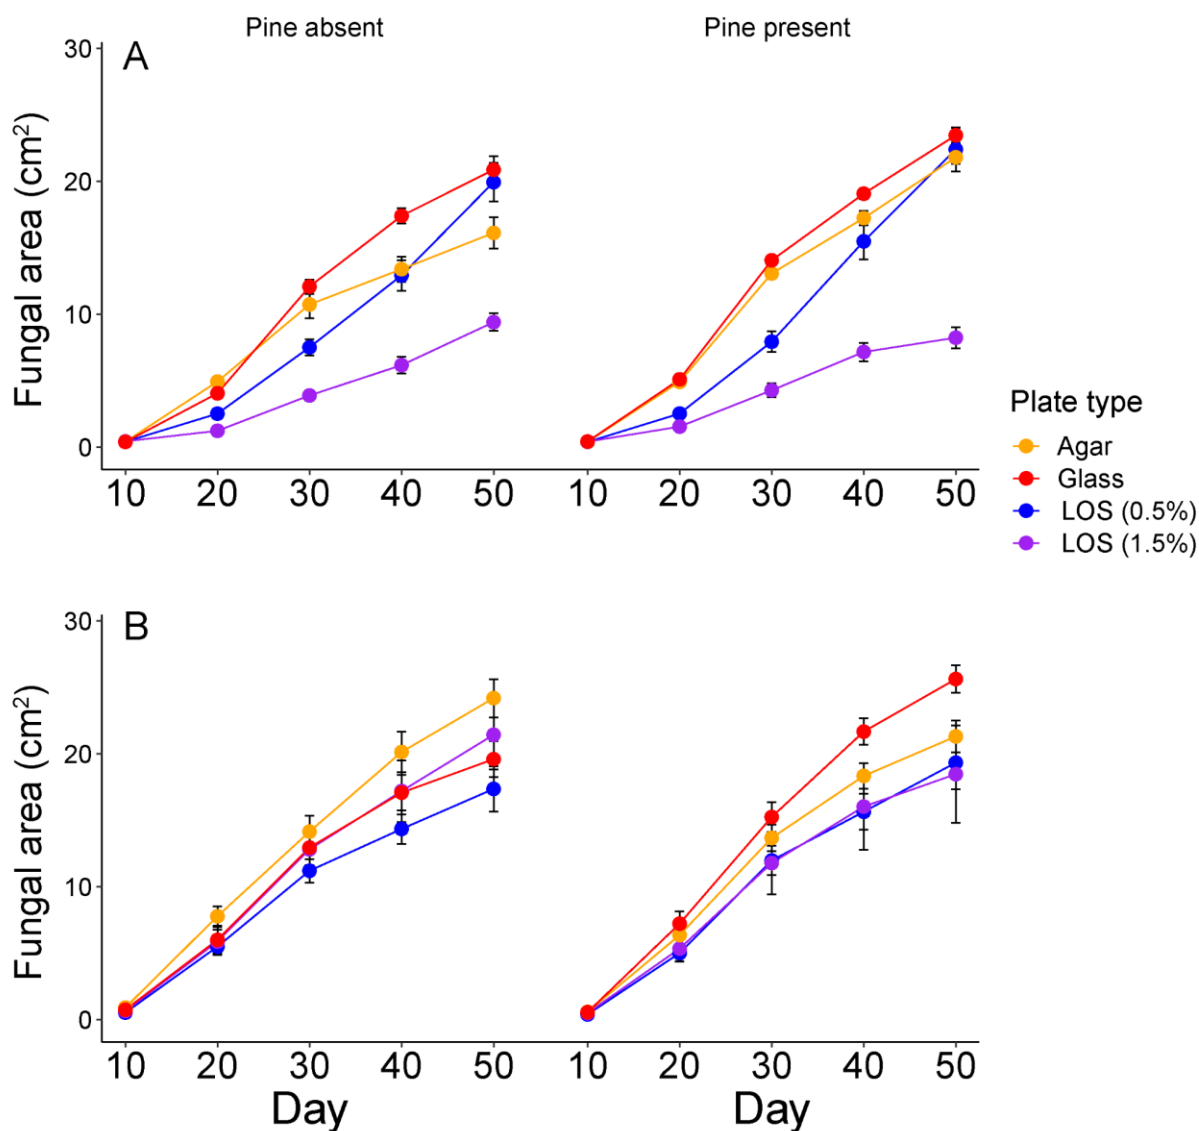 Pine absent
Pine present
A
30
20
10
0
Fungal area (cm²)
10 20 30 40 50
10 20 30 40 50
Plate type
Agar
Glass
LOS (0.5%)
LOS (1.5%)
B
30
20
10
0
Fungal area (cm²)
10 20 30 40 50
10 20 30 40 50
Day
Day